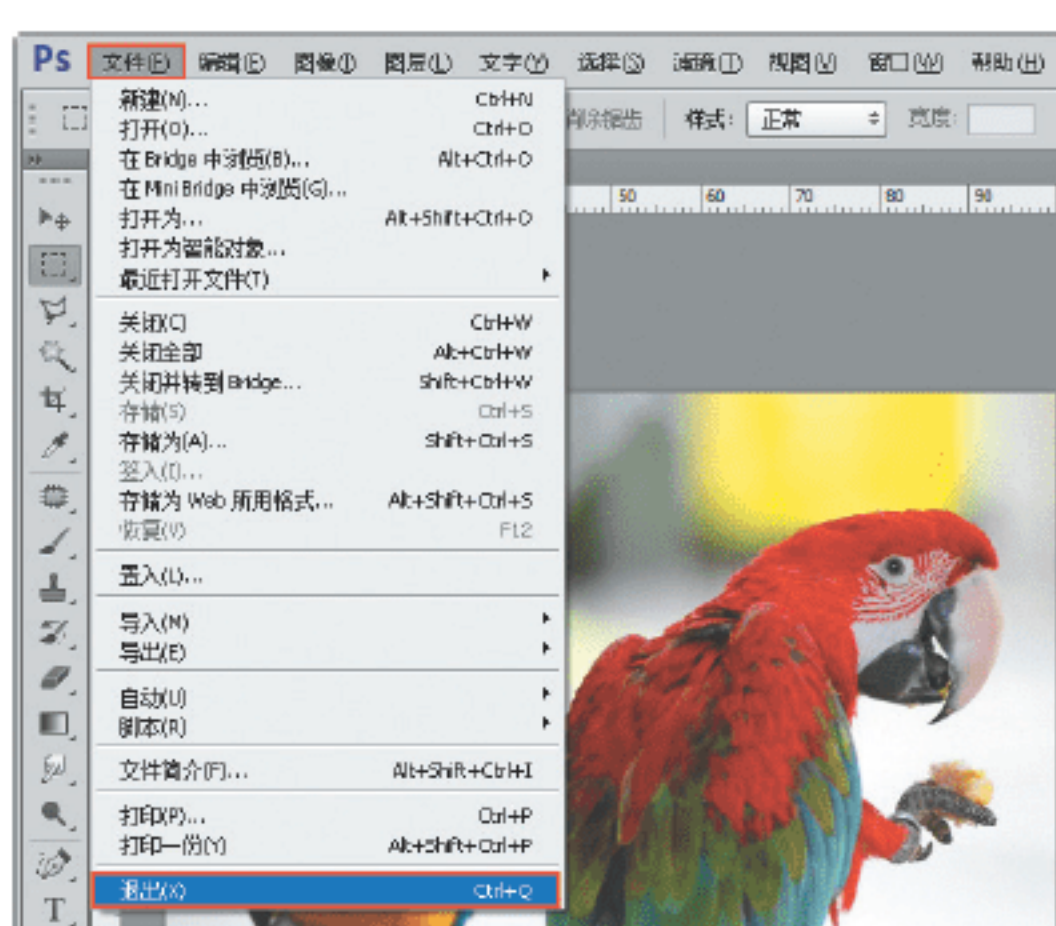 Ps 文件(F) 编辑(E) 图像(I) 图层(L) 文字(Y) 选择(S) 滤镜(T) 视图(V) 窗口(W) 帮助(H)
消除锯齿 样式: 正常 宽度:
新建(N)... Ctrl+N
打开(O)... Ctrl+O
在 Bridge 中浏览(B)... Alt+Ctrl+O
在 Mini Bridge 中浏览(G)...
打开为... Alt+Shift+Ctrl+O
打开为智能对象...
最近打开文件(T)
关闭(C) Ctrl+W
关闭全部 Alt+Ctrl+W
关闭并转到 Bridge... Shift+Ctrl+W
存储(S) Ctrl+S
存储为(A)... Shift+Ctrl+S
签入(I)...
存储为 Web 所用格式... Alt+Shift+Ctrl+S
恢复(V) F12
置入(L)...
导入(M)
导出(E)
自动(U)
脚本(R)
文件简介(F)... Alt+Shift+Ctrl+I
打印(P)... Ctrl+P
打印一份(Y) Alt+Shift+Ctrl+P
退出(X) Ctrl+Q
50 60 70 80 90
T